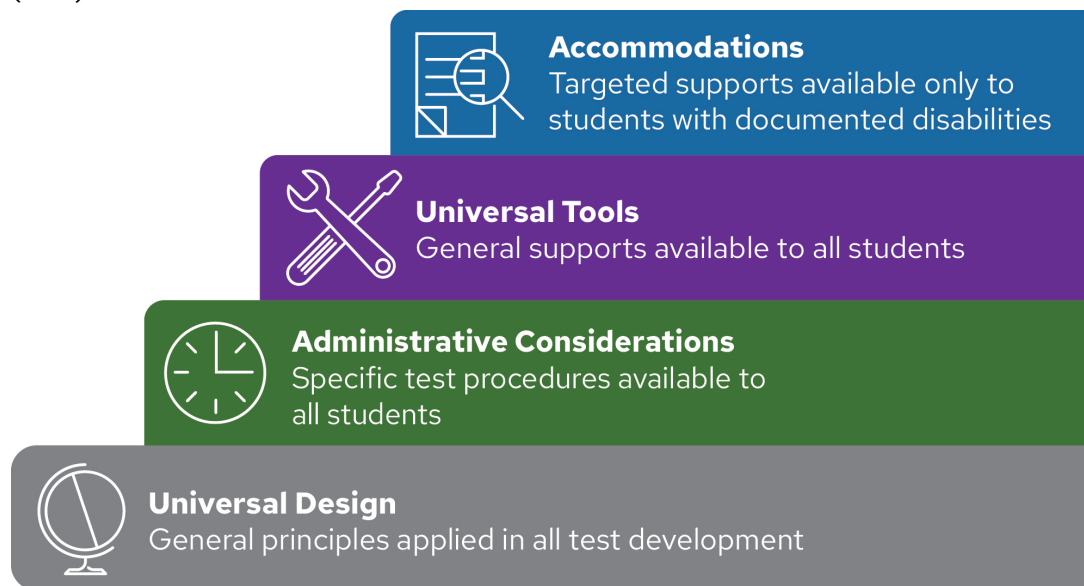 Accommodations
Targeted supports available only to
students with documented disabilities
Universal Tools
General supports available to all students
Administrative Considerations
Specific test procedures available to
all students
Universal Design
General principles applied in all test development